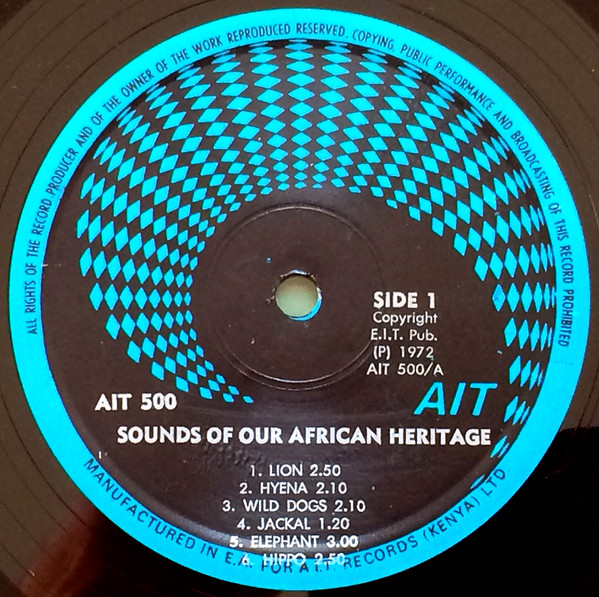 ALL RIGHTS OF THE RECORD PRODUCER AND OF THE OWNER OF THE WORK REPRODUCED RESERVED. COPYING, PUBLIC PERFORMANCE AND BROADCASTING OF THIS RECORD PROHIBITED
SIDE 1
Copyright
E.I.T. Pub.
(P) 1972
AIT 500/A
AIT 500
AIT
SOUNDS OF OUR AFRICAN HERITAGE
1. LION 2.50
2. HYENA 2.10
3. WILD DOGS 2.10
4. JACKAL 1.20
5. ELEPHANT 3.00
6. HIPPO 2.50
MANUFACTURED IN E.A. FOR A.I.T. RECORDS (KENYA) LTD